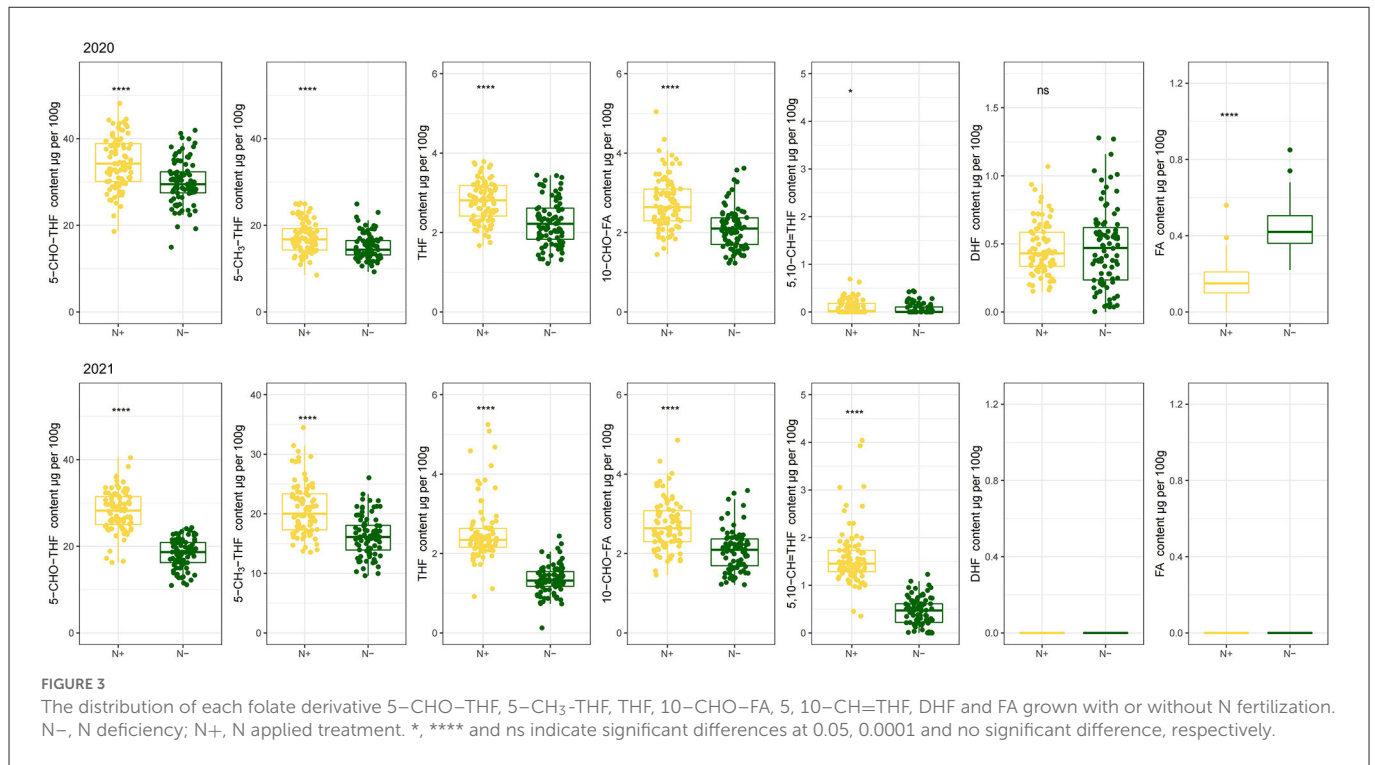 2020
5−CHO−THF content µg per 100g
40
20
0
****
N+ N−
5−CH₃−THF content µg per 100g
40
20
0
****
N+ N−
THF content µg per 100g
6
4
2
0
****
N+ N−
10−CHO−FA content µg per 100g
6
4
2
0
****
N+ N−
5,10−CH=THF content µg per 100g
5
4
3
2
1
0
*
N+ N−
DHF content µg per 100g
1.5
1.0
0.5
0.0
ns
N+ N−
FA content µg per 100g
1.2
0.8
0.4
0.0
****
N+ N−
2021
5−CHO−THF content µg per 100g
40
20
0
****
N+ N−
5−CH₃−THF content µg per 100g
40
30
20
10
0
****
N+ N−
THF content µg per 100g
6
4
2
0
****
N+ N−
10−CHO−FA content µg per 100g
6
4
2
0
****
N+ N−
5,10−CH=THF content µg per 100g
5
4
3
2
1
0
****
N+ N−
DHF content µg per 100g
1.2
0.8
0.4
0.0
N+ N−
FA content µg per 100g
1.2
0.8
0.4
0.0
N+ N−
FIGURE 3
The distribution of each folate derivative 5−CHO−THF, 5−CH₃-THF, THF, 10−CHO−FA, 5, 10−CH=THF, DHF and FA grown with or without N fertilization.
N−, N deficiency; N+, N applied treatment. *, **** and ns indicate significant differences at 0.05, 0.0001 and no significant difference, respectively.